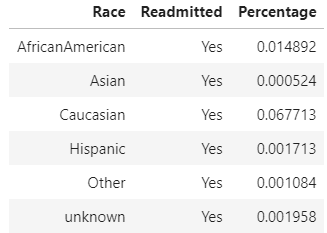 Race Readmitted Percentage
AfricanAmerican Yes 0.014892
Asian Yes 0.000524
Caucasian Yes 0.067713
Hispanic Yes 0.001713
Other Yes 0.001084
unknown Yes 0.001958